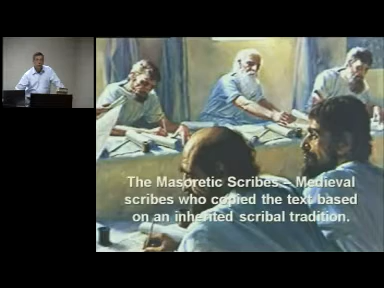 The Masoretic Scribes – Medieval
scribes who copied the text based
on an inherited scribal tradition.